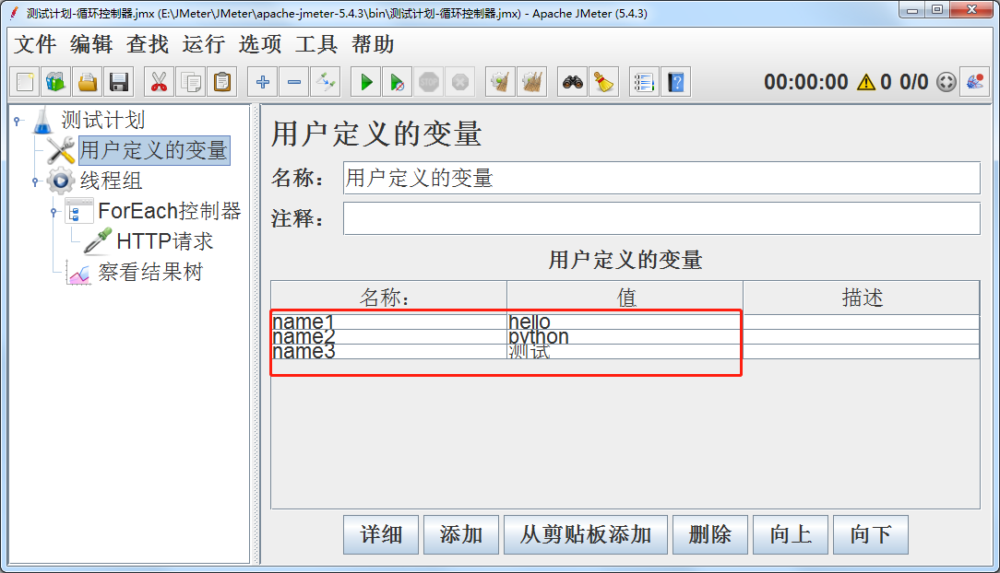 测试计划-循环控制器.jmx (E:\JMeter\JMeter\apache-jmeter-5.4.3\bin\测试计划-循环控制器.jmx) - Apache JMeter (5.4.3)
文件 编辑 查找 运行 选项 工具 帮助
STOP 00:00:00 0 0/0
测试计划
用户定义的变量
线程组
ForEach控制器
HTTP请求
察看结果树
用户定义的变量
名称： 用户定义的变量
注释：
用户定义的变量
名称： 值 描述
name1 hello
name2 python
name3 测试
详细 添加 从剪贴板添加 删除 向上 向下